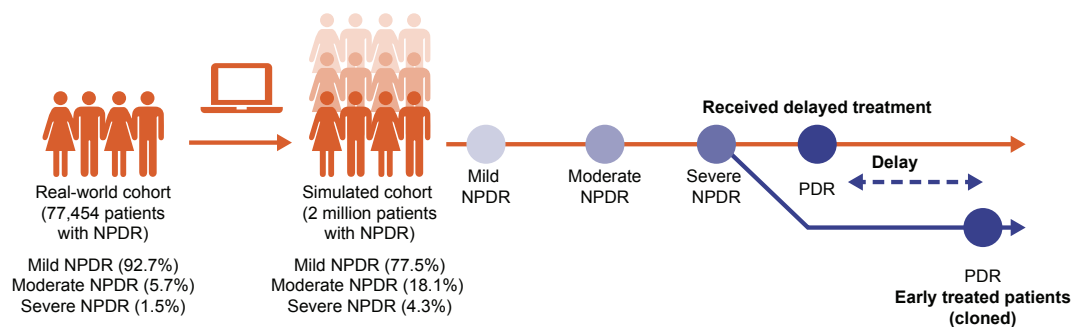 Real-world cohort
(77,454 patients
with NPDR)
Mild NPDR (92.7%)
Moderate NPDR (5.7%)
Severe NPDR (1.5%)
Simulated cohort
(2 million patients
with NPDR)
Mild NPDR (77.5%)
Moderate NPDR (18.1%)
Severe NPDR (4.3%)
Mild
NPDR
Moderate
NPDR
Severe
NPDR
Received delayed treatment
PDR
Delay
PDR
Early treated patients
(cloned)